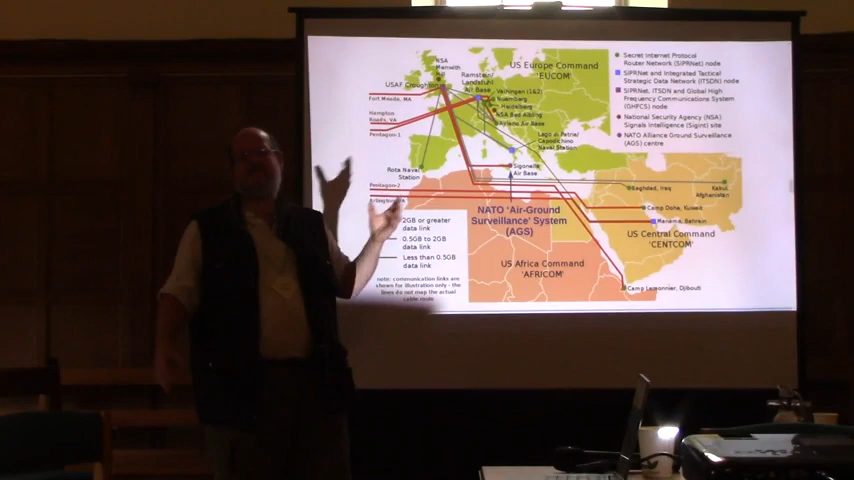 NSA
Menwith
Hill
USAF Croughton
Ramstein/
Landstuhl
Air Base
US Europe Command
'EUCOM'
Fort Meade, MA
Hampton
Roads, VA
Pentagon-1
Vaihingen (1&2)
Nuremberg
Heidelberg
NSA Bad Aibling
Aviano Air Base
Lago di Patria/
Capodichino
Naval Station
Rota Naval
Station
Sigonella
Air Base
Pentagon-2
Baghdad, Iraq
Kabul,
Afghanistan
NATO 'Air-Ground
Surveillance' System
(AGS)
Camp Doha, Kuwait
Manama, Bahrain
US Central Command
'CENTCOM'
US Africa Command
'AFRICOM'
Camp Lemonnier, Djibouti
2GB or greater
data link
0.5GB to 2GB
data link
Less than 0.5GB
data link
note: communication links are
shown for illustration only - the
lines do not map the actual
cable route
Secret Internet Protocol
Router Network (SIPRNet) node
SIPRNet and Integrated Tactical
Strategic Data Network (ITSDN) node
SIPRNet, ITSDN and Global High
Frequency Communications System
(GHFCS) node
National Security Agency (NSA)
Signals Intelligence (Sigint) site
NATO Alliance Ground Surveillance
(AGS) centre